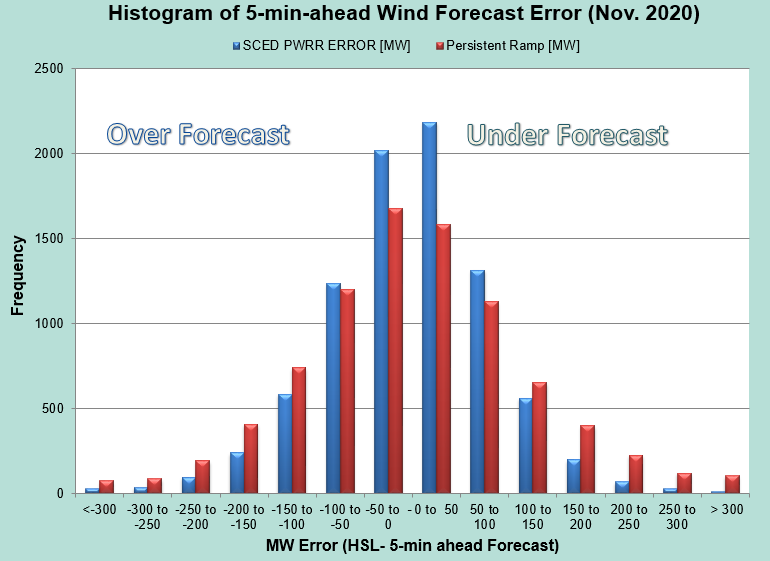 Histogram of 5-min-ahead Wind Forecast Error (Nov. 2020)
SCED PWRR ERROR [MW] Persistent Ramp [MW]
2500
Over Forecast Under Forecast
2000
1500
Frequency
1000
500
0
<-300 -300 to -250 to -200 to -150 to -100 to -50 to - 0 to 50 50 to 100 to 150 to 200 to 250 to > 300
-250 -200 -150 -100 -50 0 100 150 200 250 300
MW Error (HSL- 5-min ahead Forecast)